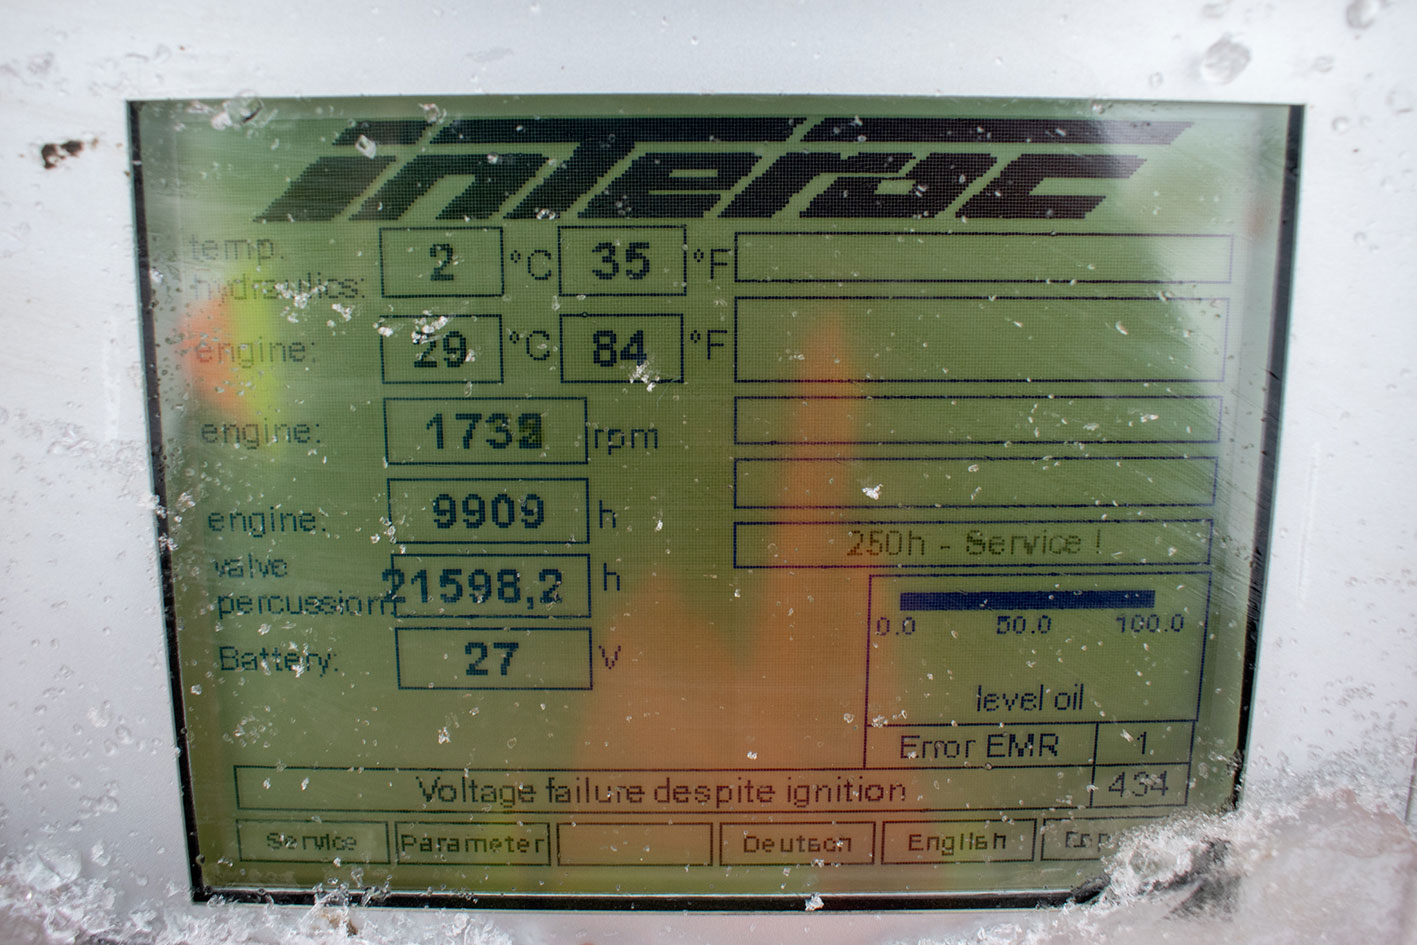 interoc
temp.
hydraulics: 2 °C 35 °F
engine: 29 °C 84 °F
engine: rpm
engine: 9909 h
valve
percussion 21598,2 h
Battery: 27 V
250h - Service !
0.0 50.0 100.0
level oil
Error EMR 1
Voltage failure despite ignition 434
Service Parameter Deutsch English